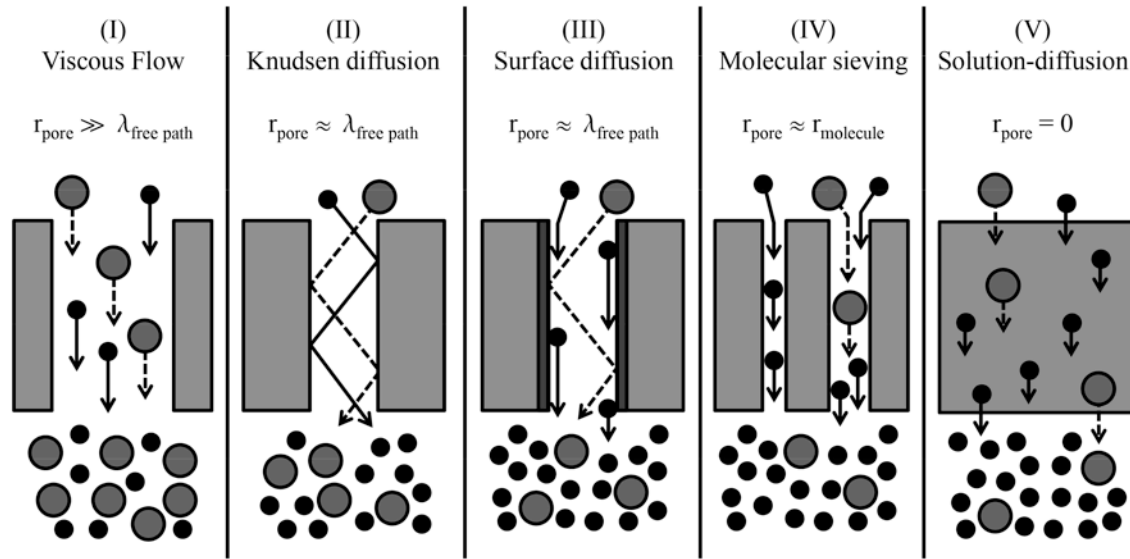 (I)
Viscous Flow
r_pore ≫ λ_free path
(II)
Knudsen diffusion
r_pore ≈ λ_free path
(III)
Surface diffusion
r_pore ≈ λ_free path
(IV)
Molecular sieving
r_pore ≈ r_molecule
(V)
Solution-diffusion
r_pore = 0